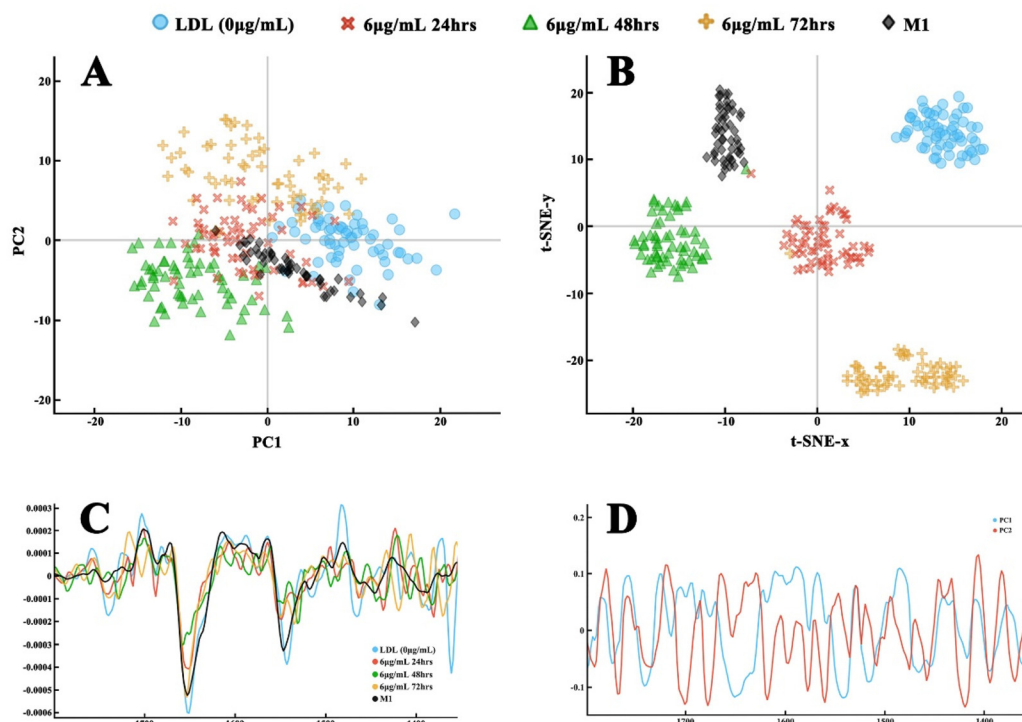 LDL (0µg/mL) 6µg/mL 24hrs 6µg/mL 48hrs 6µg/mL 72hrs M1
A
20
10
0
-10
-20
PC2
-20 -10 0 10 20
PC1
B
20
10
0
-10
-20
t-SNE-y
-20 -10 0 10 20
t-SNE-x
C
0.0003
0.0002
0.0001
0
-0.0001
-0.0002
-0.0003
-0.0004
-0.0005
-0.0006
LDL (0µg/mL)
6µg/mL 24hrs
6µg/mL 48hrs
6µg/mL 72hrs
M1
1700 1600 1500 1400
D
PC1
PC2
0.2
0.1
0
-0.1
1700 1600 1500 1400